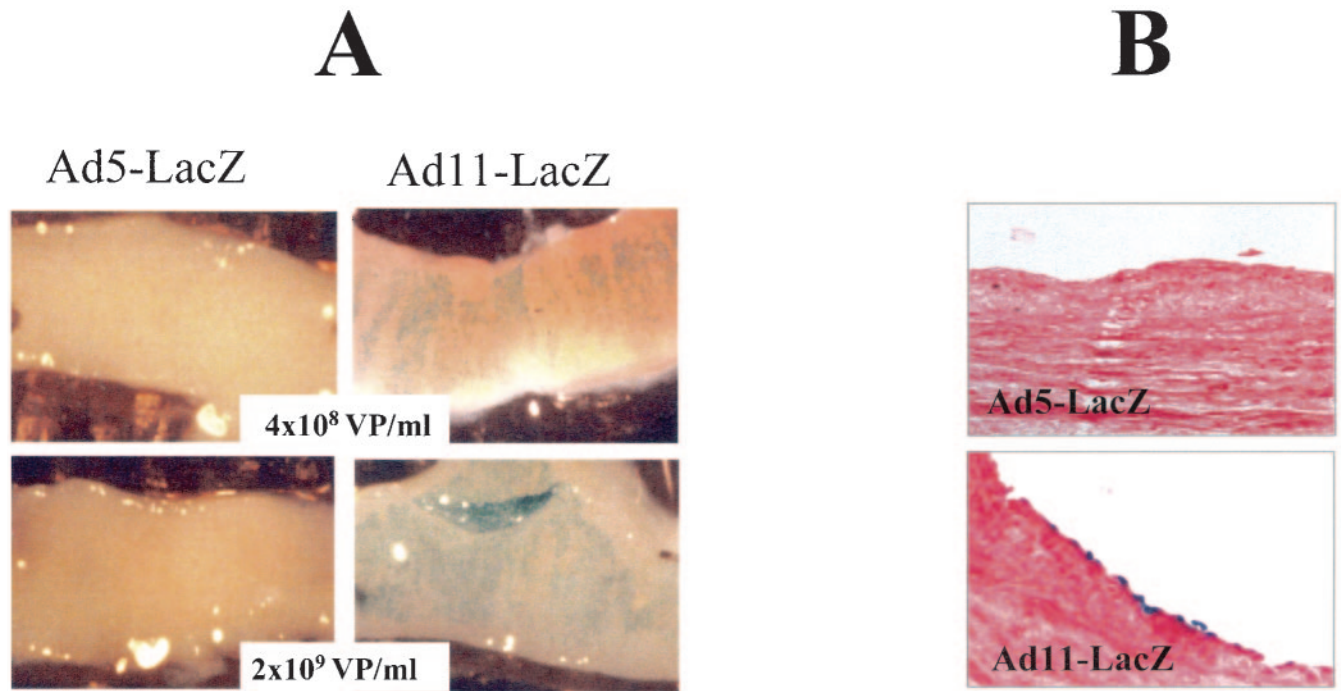 A
B
Ad5-LacZ
Ad11-LacZ
4x10⁸ VP/ml
2x10⁹ VP/ml
Ad5-LacZ
Ad11-LacZ